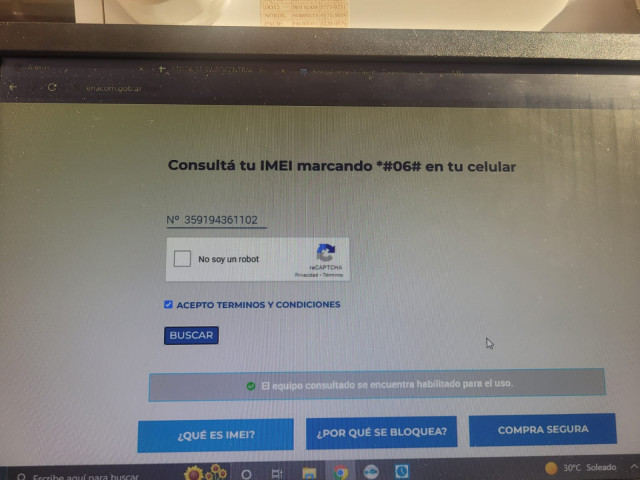 enacom.gob.ar
Consultá tu IMEI marcando *#06# en tu celular
Nº 359194361102
No soy un robot
reCAPTCHA
Privacidad - Términos
ACEPTO TERMINOS Y CONDICIONES
BUSCAR
El equipo consultado se encuentra habilitado para el uso.
¿QUÉ ES IMEI?
¿POR QUÉ SE BLOQUEA?
COMPRA SEGURA
Escribe aquí para buscar
30°C Soleado